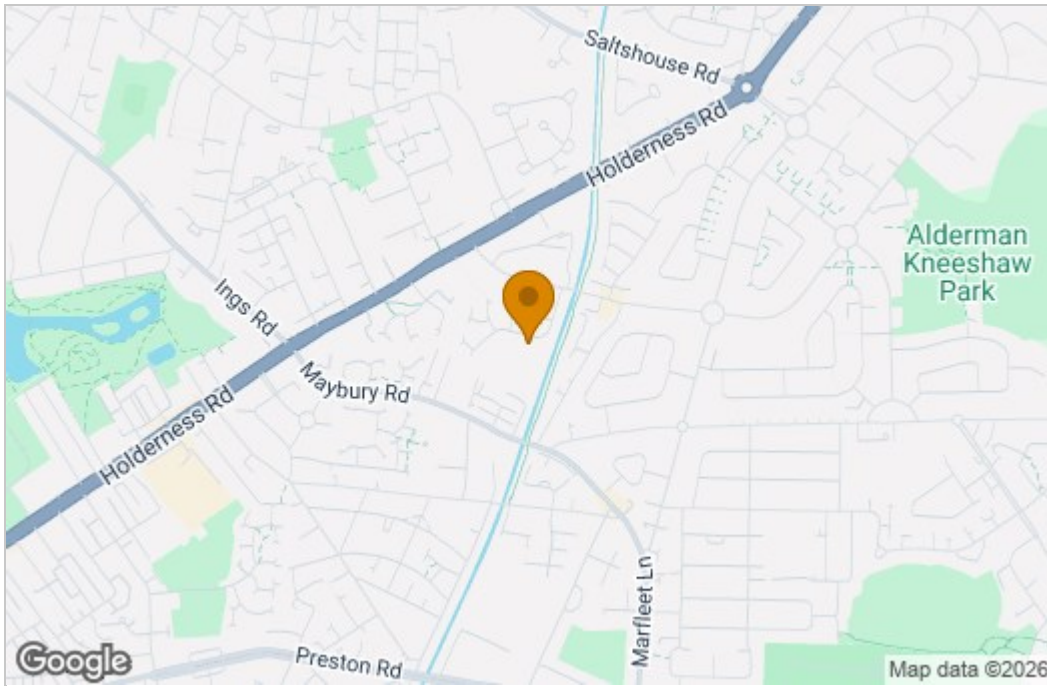 Saltshouse Rd
Holderness Rd
Alderman
Kneeshaw
Park
Ings Rd
Maybury Rd
Holderness Rd
Marfleet Ln
Preston Rd
Google
Map data ©2026